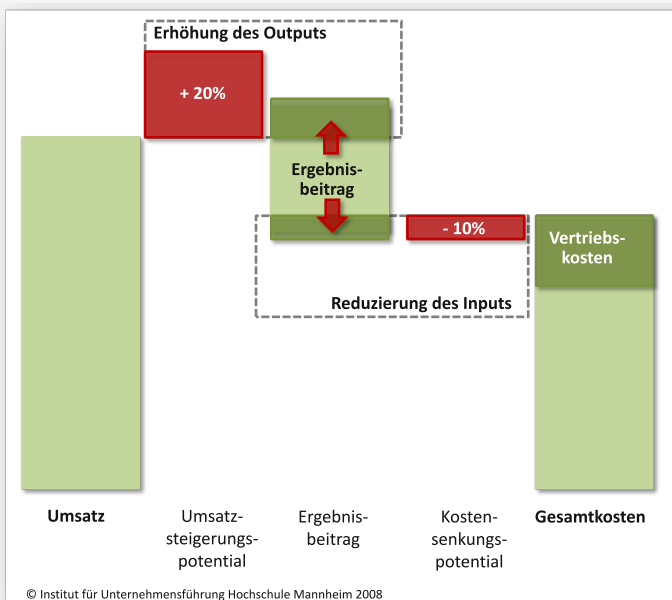 Erhöhung des Outputs
+ 20%
Ergebnis-
beitrag
- 10%
Vertriebs-
kosten
Reduzierung des Inputs
Umsatz
Umsatz-
steigerungs-
potential
Ergebnis-
beitrag
Kosten-
senkungs-
potential
Gesamtkosten
© Institut für Unternehmensführung Hochschule Mannheim 2008